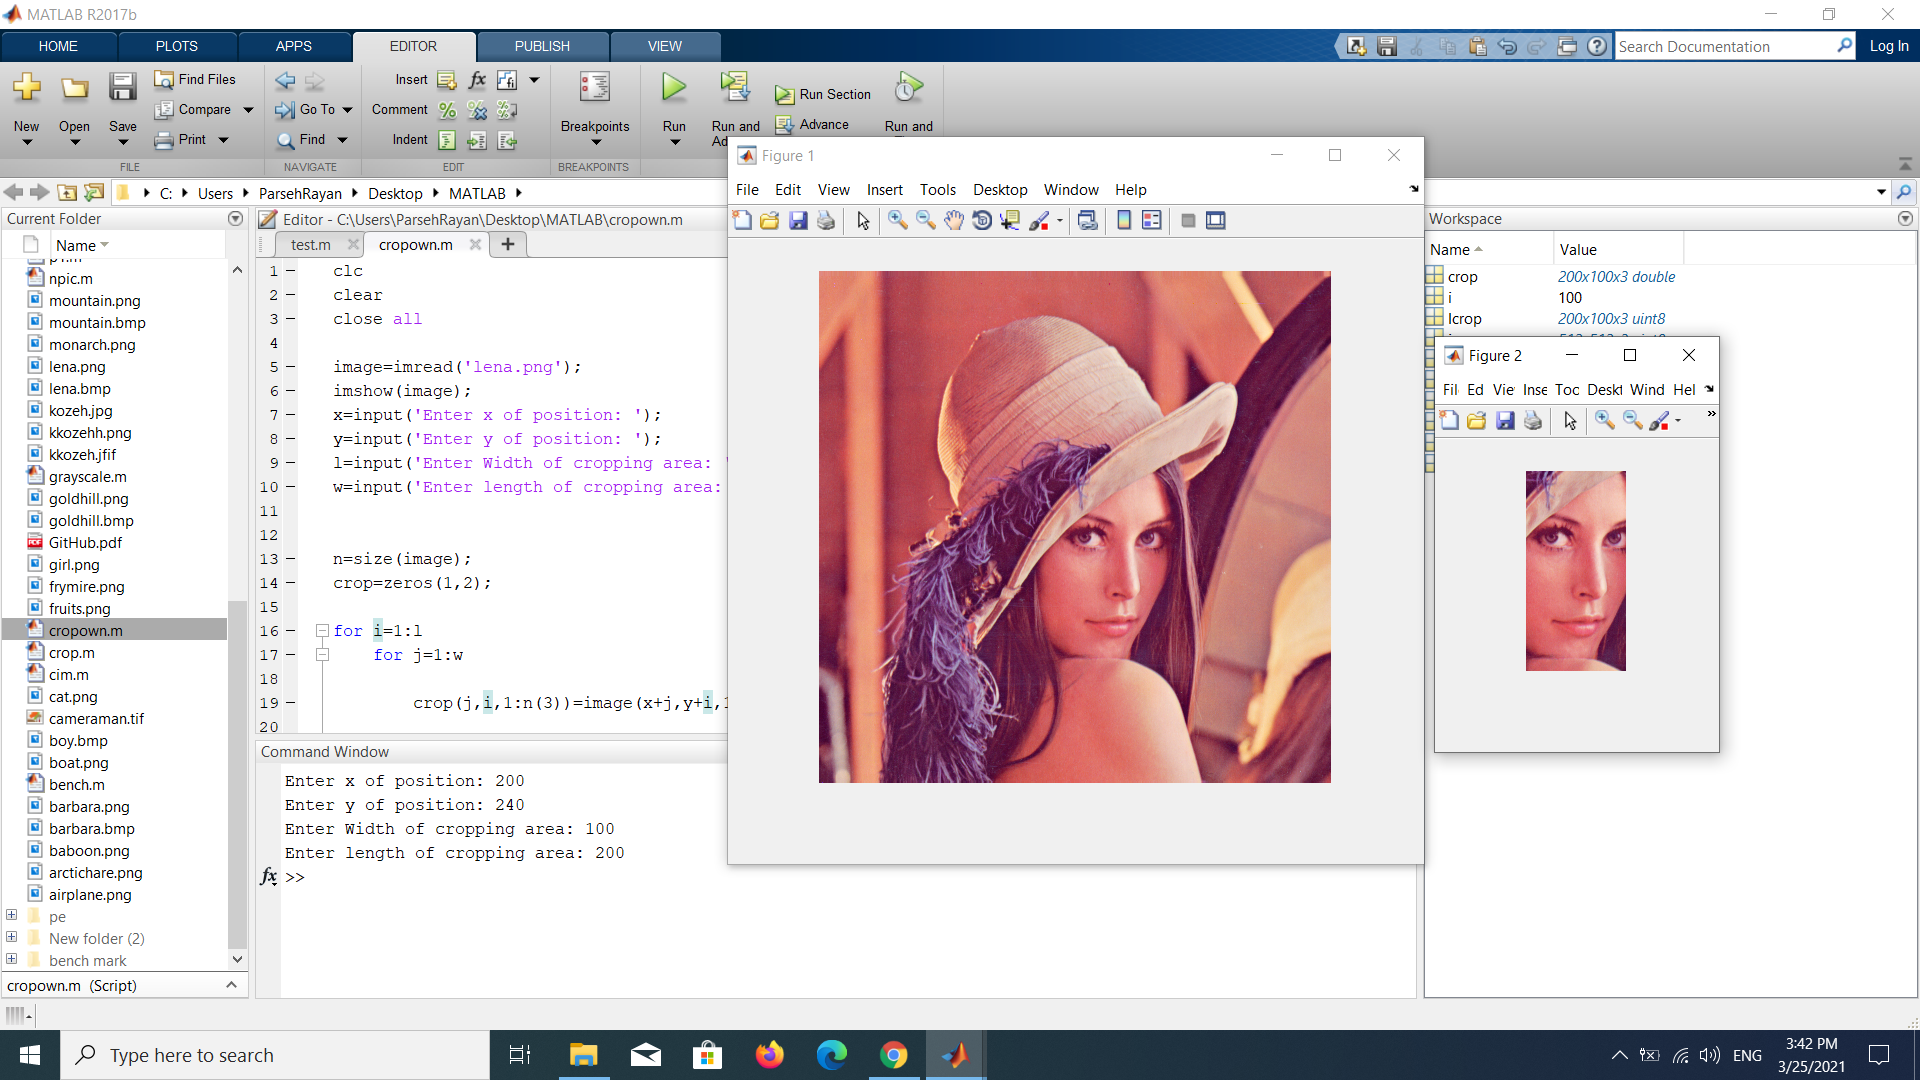 MATLAB R2017b
HOME PLOTS APPS EDITOR PUBLISH VIEW
Search Documentation
Log In
New Open Save
Find Files
Compare
Print
FILE
Go To
Find
NAVIGATE
Insert
Comment
Indent
EDIT
Breakpoints
BREAKPOINTS
Run
Run and
Run Section
Advance
Run and
C: Users ParsehRayan Desktop MATLAB
Current Folder
Name
npic.m
mountain.png
mountain.bmp
monarch.png
lena.png
lena.bmp
kozeh.jpg
kkozehh.png
kkozeh.jfif
grayscale.m
goldhill.png
goldhill.bmp
GitHub.pdf
girl.png
frymire.png
fruits.png
cropown.m
crop.m
cim.m
cat.png
cameraman.tif
boy.bmp
boat.png
bench.m
barbara.png
barbara.bmp
baboon.png
arctichare.png
airplane.png
pe
New folder (2)
bench mark
cropown.m (Script)
Editor - C:\Users\ParsehRayan\Desktop\MATLAB\cropown.m
test.m cropown.m
1 clc
2 clear
3 close all
4
5 image=imread('lena.png');
6 imshow(image);
7 x=input('Enter x of position: ');
8 y=input('Enter y of position: ');
9 l=input('Enter Width of cropping area: '
10 w=input('Enter length of cropping area:
11
12
13 n=size(image);
14 crop=zeros(1,2);
15
16 for i=1:l
17 for j=1:w
18
19 crop(j,i,1:n(3))=image(x+j,y+i,1
20
Command Window
Enter x of position: 200
Enter y of position: 240
Enter Width of cropping area: 100
Enter length of cropping area: 200
fx >>
Figure 1
File Edit View Insert Tools Desktop Window Help
Workspace
Name Value
crop 200x100x3 double
i 100
Icrop 200x100x3 uint8
Figure 2
Fil Ed Vie Inse Toc Deskt Wind Hel
Type here to search
ENG
3:42 PM
3/25/2021